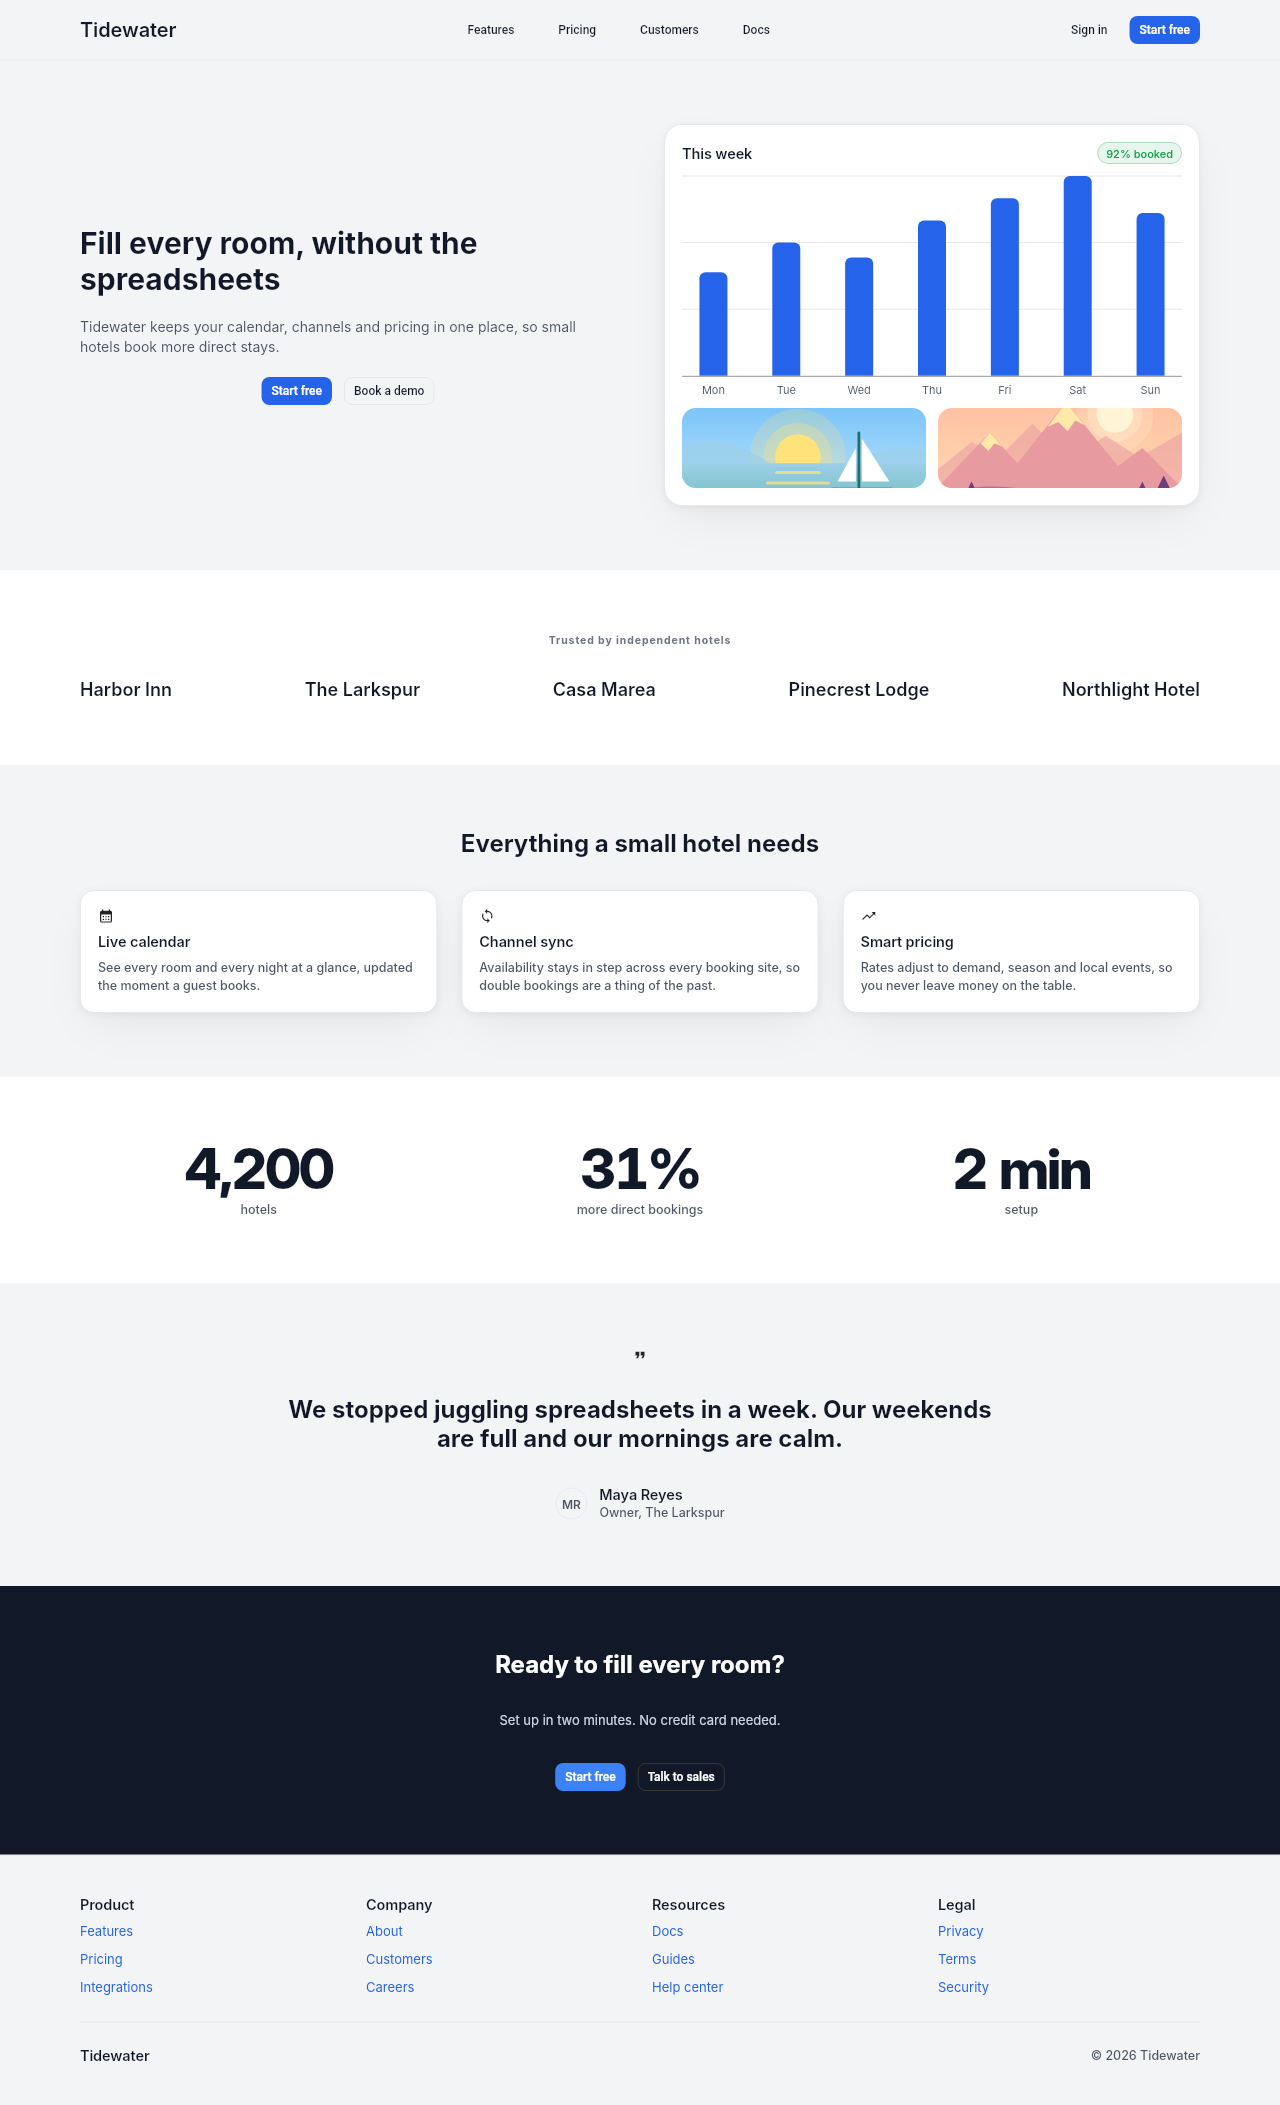 Tidewater
Features
Pricing
Customers
Docs
Sign in
Start free
Fill every room, without the
spreadsheets
Tidewater keeps your calendar, channels and pricing in one place, so small
hotels book more direct stays.
Start free
Book a demo
This week
92% booked
Mon
Tue
Wed
Thu
Fri
Sat
Sun
Trusted by independent hotels
Harbor Inn
The Larkspur
Casa Marea
Pinecrest Lodge
Northlight Hotel
Everything a small hotel needs
Live calendar
See every room and every night at a glance, updated
the moment a guest books.
Channel sync
Availability stays in step across every booking site, so
double bookings are a thing of the past.
Smart pricing
Rates adjust to demand, season and local events, so
you never leave money on the table.
4,200
hotels
31%
more direct bookings
2 min
setup
We stopped juggling spreadsheets in a week. Our weekends
are full and our mornings are calm.
MR
Maya Reyes
Owner, The Larkspur
Ready to fill every room?
Set up in two minutes. No credit card needed.
Start free
Talk to sales
Product
Features
Pricing
Integrations
Company
About
Customers
Careers
Resources
Docs
Guides
Help center
Legal
Privacy
Terms
Security
Tidewater
© 2026 Tidewater